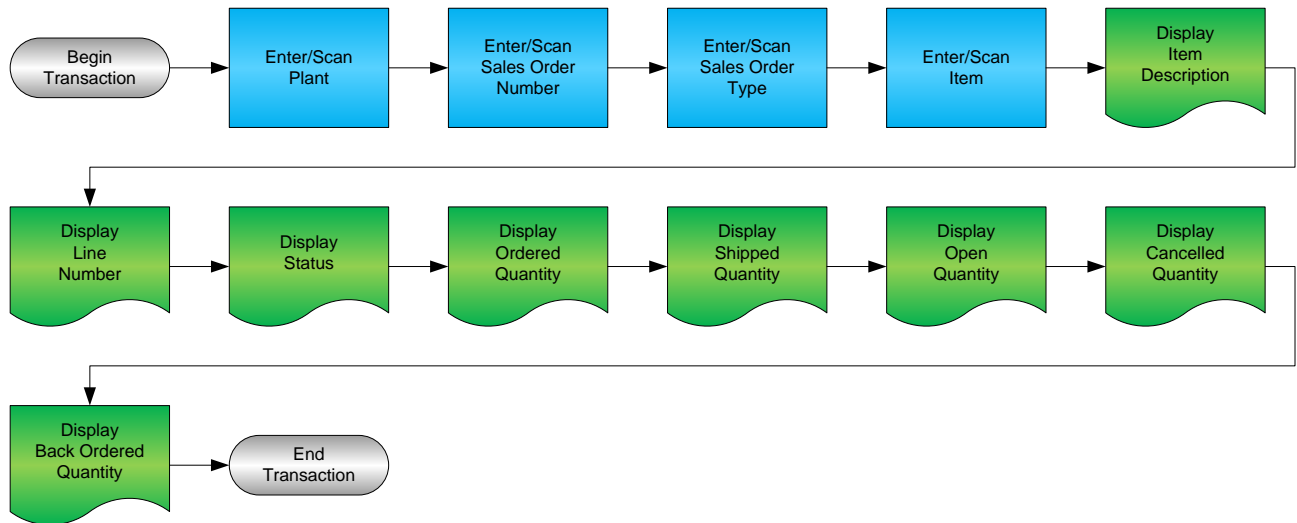 Begin
Transaction
Enter/Scan
Plant
Enter/Scan
Sales Order
Number
Enter/Scan
Sales Order
Type
Enter/Scan
Item
Display
Item
Description
Display
Line
Number
Display
Status
Display
Ordered
Quantity
Display
Shipped
Quantity
Display
Open
Quantity
Display
Cancelled
Quantity
Display
Back Ordered
Quantity
End
Transaction